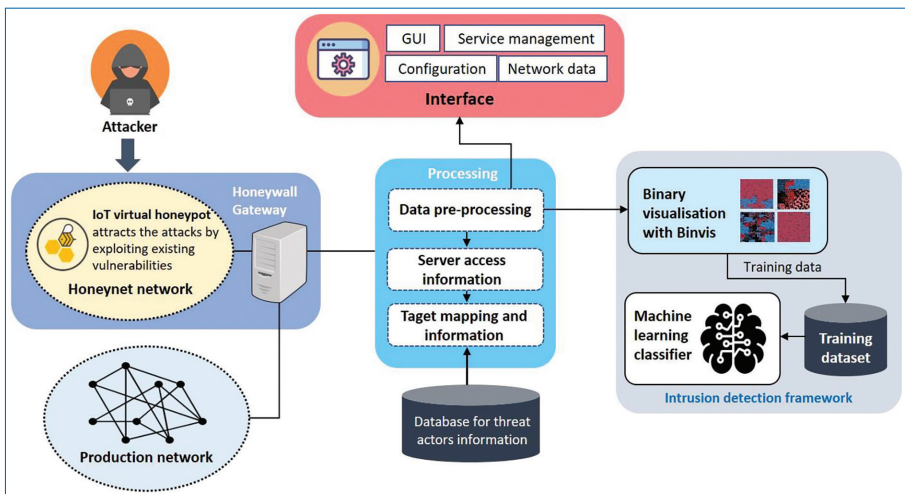 GUI
Service management
Configuration
Network data
Interface
Attacker
Honeywall
Gateway
IoT virtual honeypot
attracts the attacks by
exploiting existing
vulnerabilities
Honeynet network
Production network
Processing
Data pre-processing
Server access
information
Taget mapping and
information
Database for threat
actors information
Binary
visualisation
with Binvis
Training data
Machine
learning
classifier
Training
dataset
Intrusion detection framework